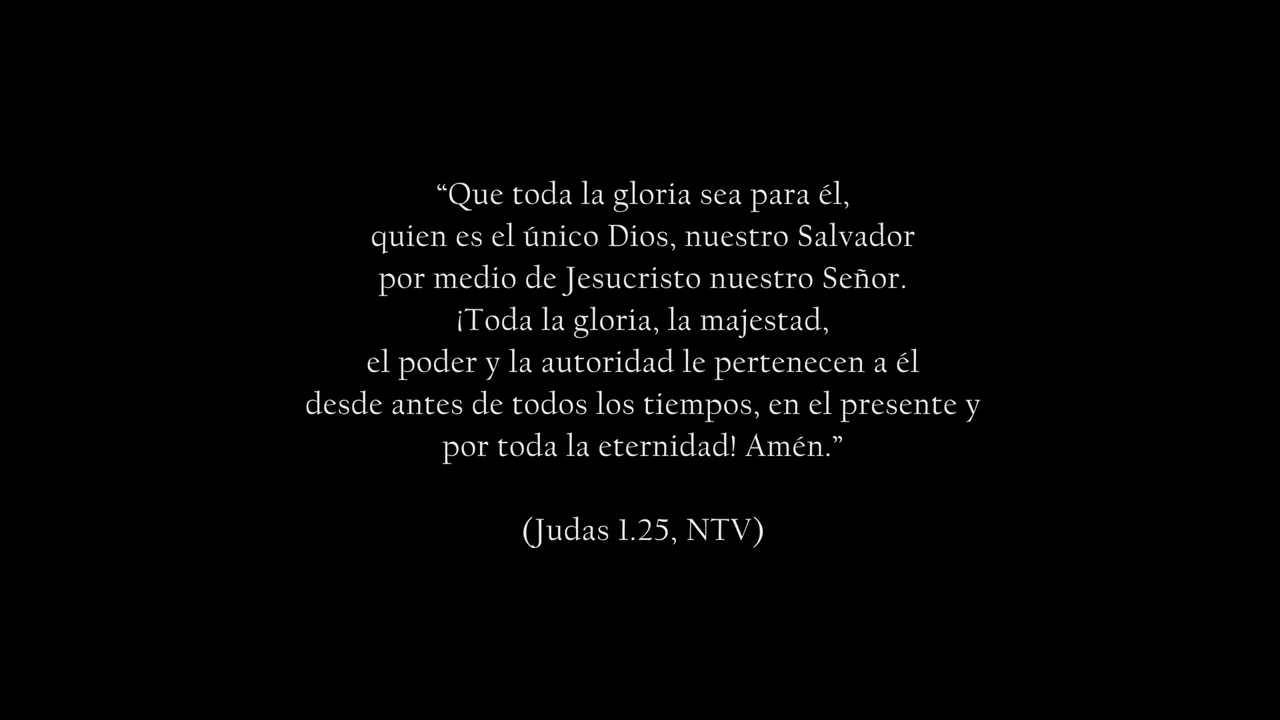 “Que toda la gloria sea para él,
quien es el único Dios, nuestro Salvador
por medio de Jesucristo nuestro Señor.
¡Toda la gloria, la majestad,
el poder y la autoridad le pertenecen a él
desde antes de todos los tiempos, en el presente y
por toda la eternidad! Amén.”
(Judas 1.25, NTV)